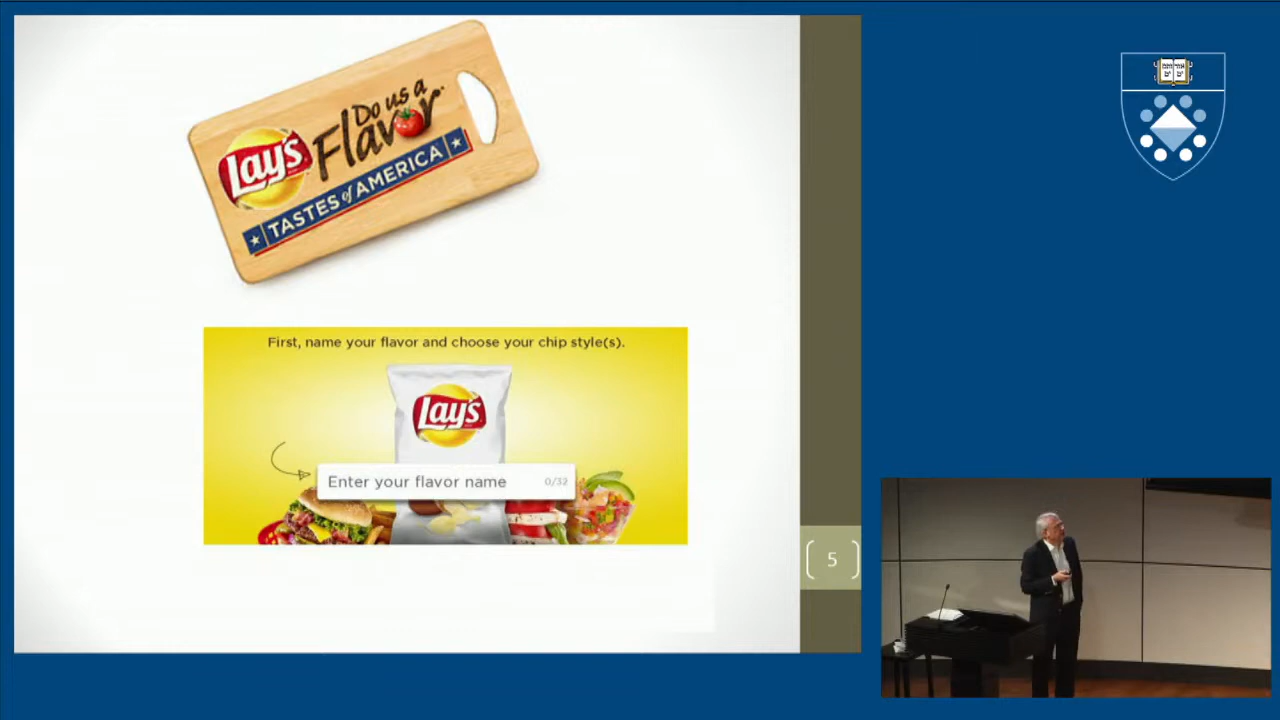 Do us a
Lay's Flavor
TASTES of AMERICA
First, name your flavor and choose your chip style(s).
Lay's
Enter your flavor name 0/32
5